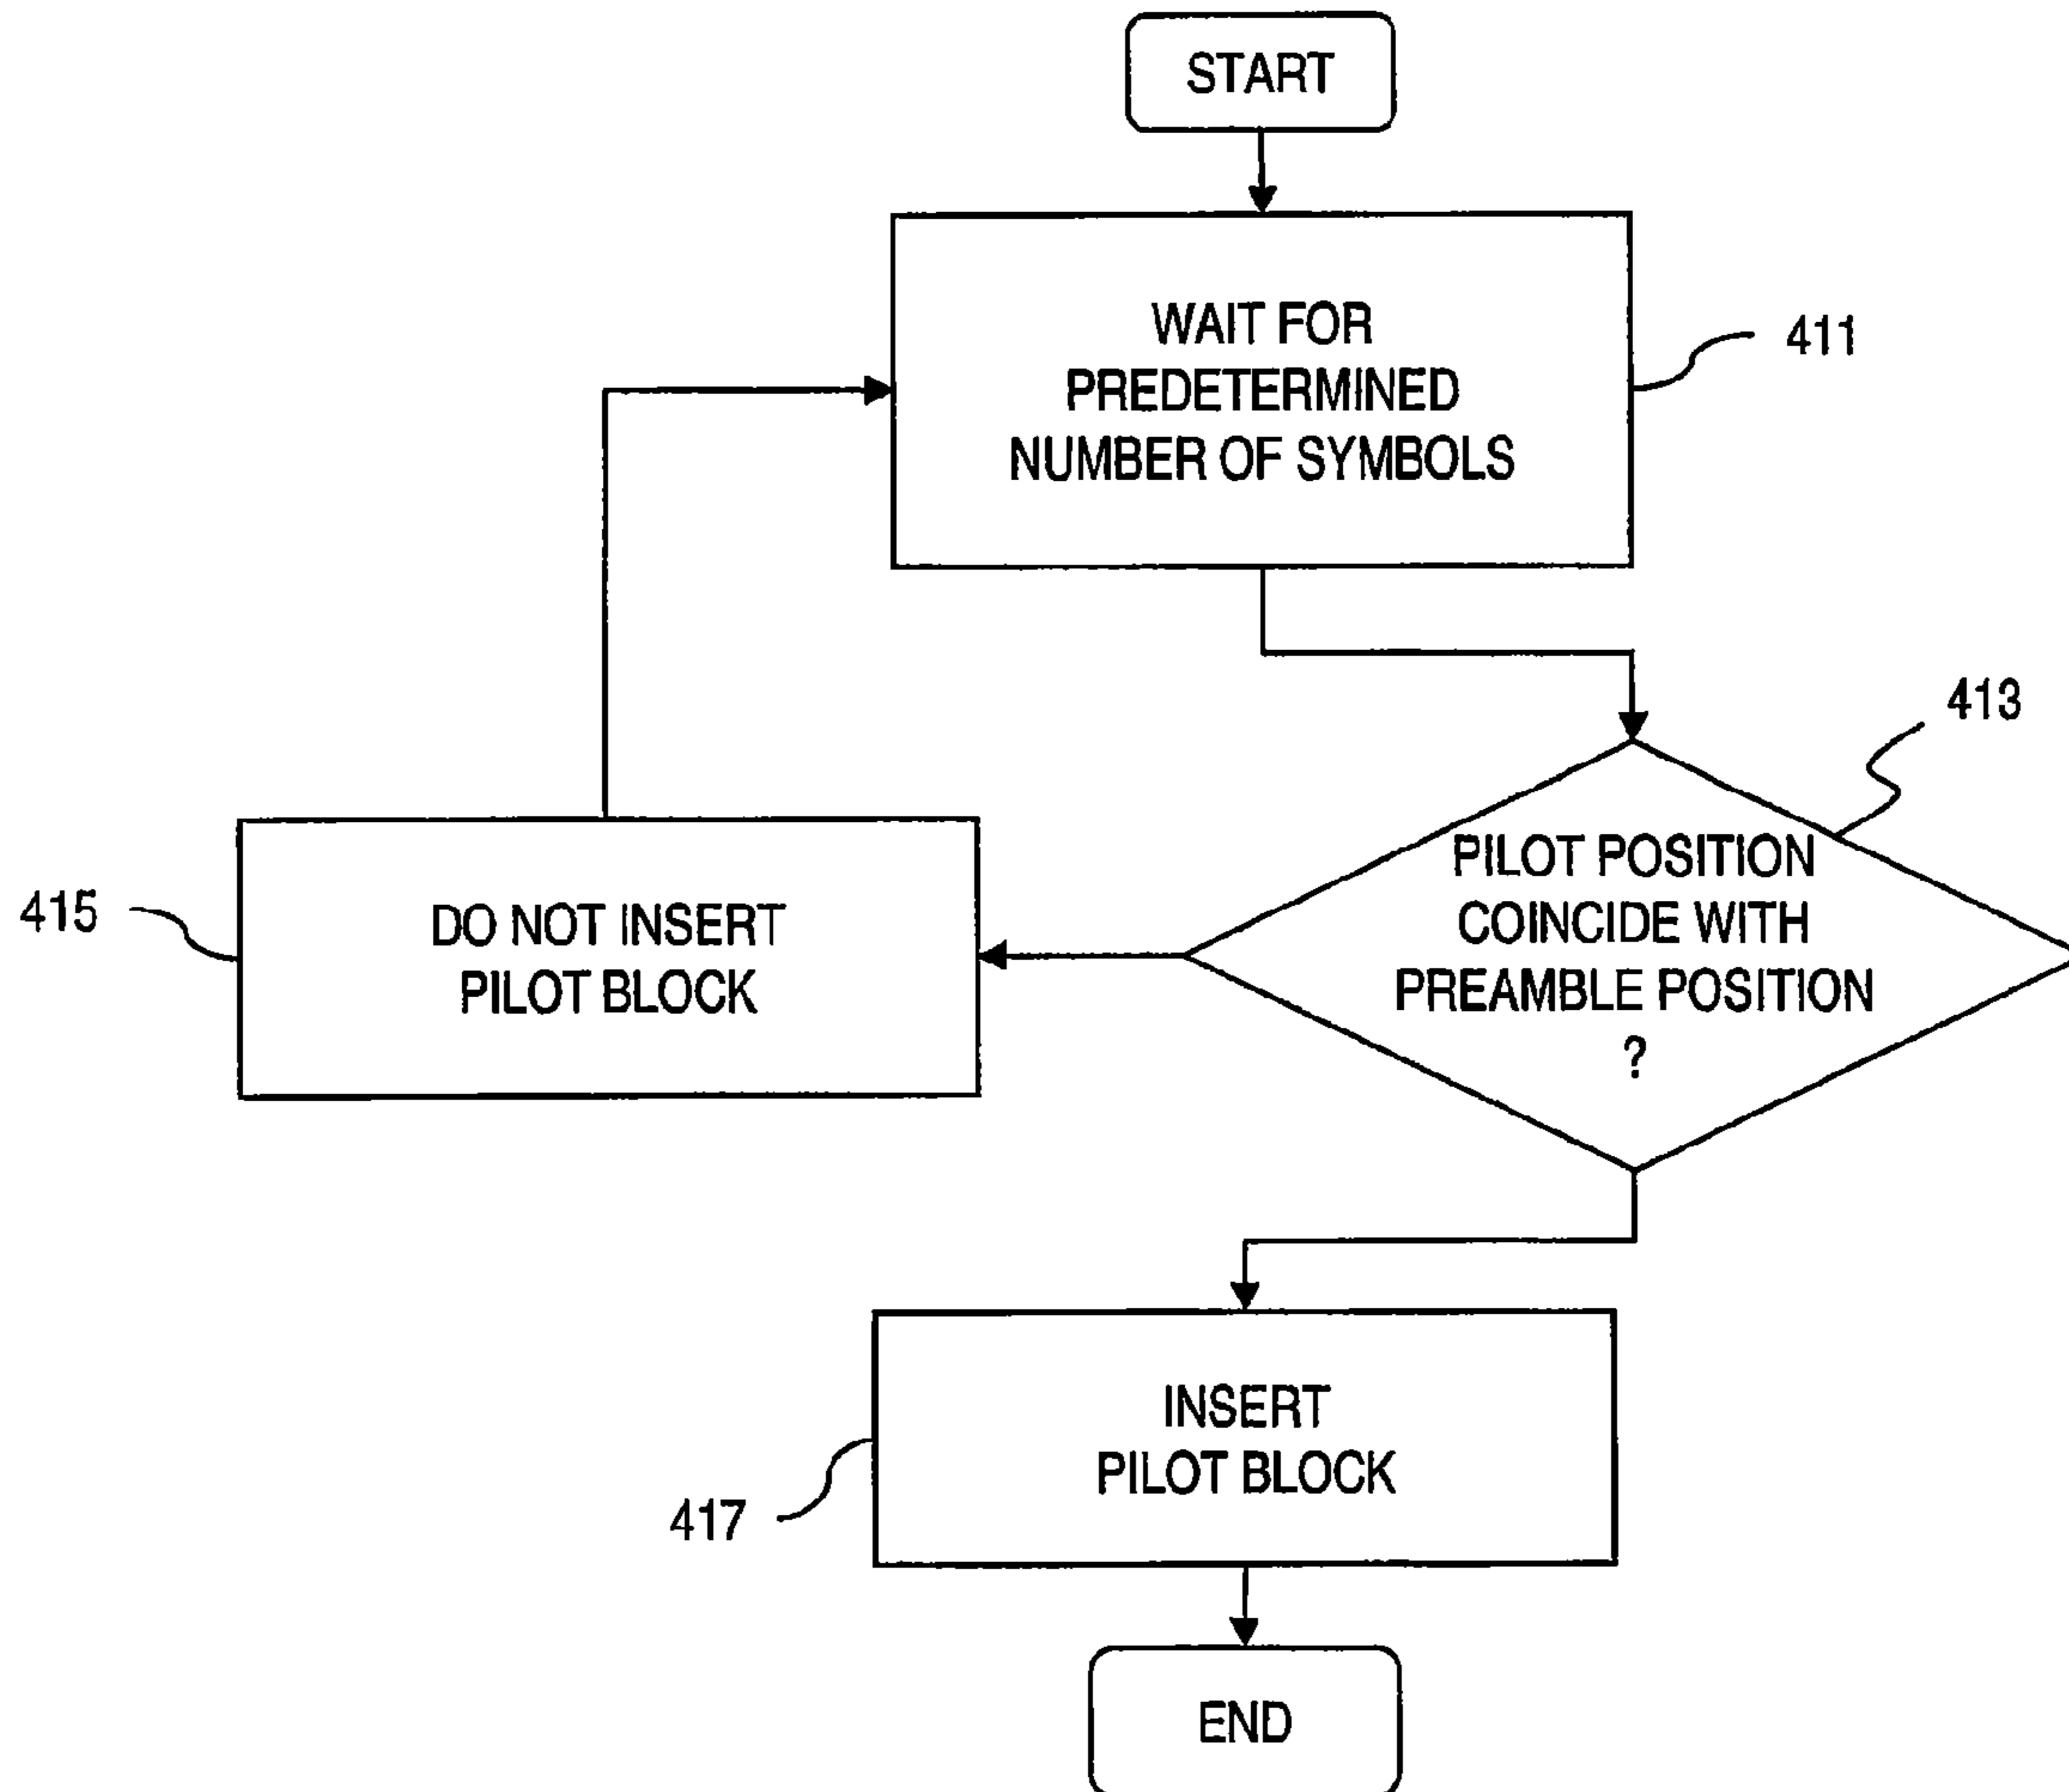 START
WAIT FOR
PREDETERMINED
NUMBER OF SYMBOLS
411
413
PILOT POSITION
COINCIDE WITH
PREAMBLE POSITION
?
415
DO NOT INSERT
PILOT BLOCK
INSERT
PILOT BLOCK
417
END